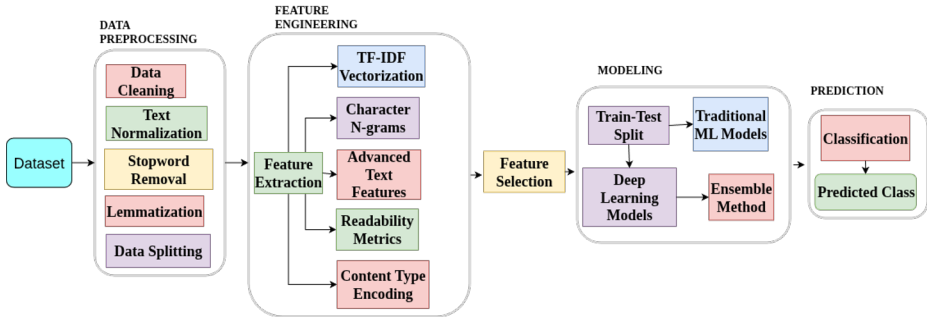 DATA
PREPROCESSING
FEATURE
ENGINEERING
MODELING
PREDICTION
Dataset
Data
Cleaning
Text
Normalization
Stopword
Removal
Lemmatization
Data Splitting
Feature
Extraction
TF-IDF
Vectorization
Character
N-grams
Advanced
Text
Features
Readability
Metrics
Content Type
Encoding
Feature
Selection
Train-Test
Split
Traditional
ML Models
Deep
Learning
Models
Ensemble
Method
Classification
Predicted Class